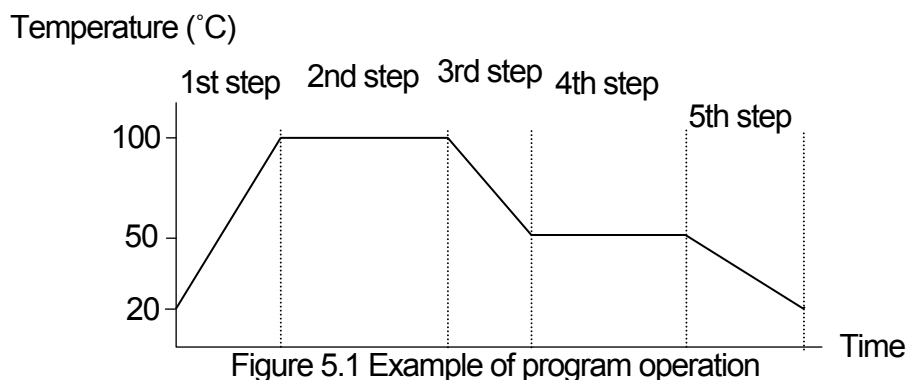 Temperature (˚C)
1st step
2nd step
3rd step
4th step
5th step
100
50
20
Time
Figure 5.1 Example of program operation